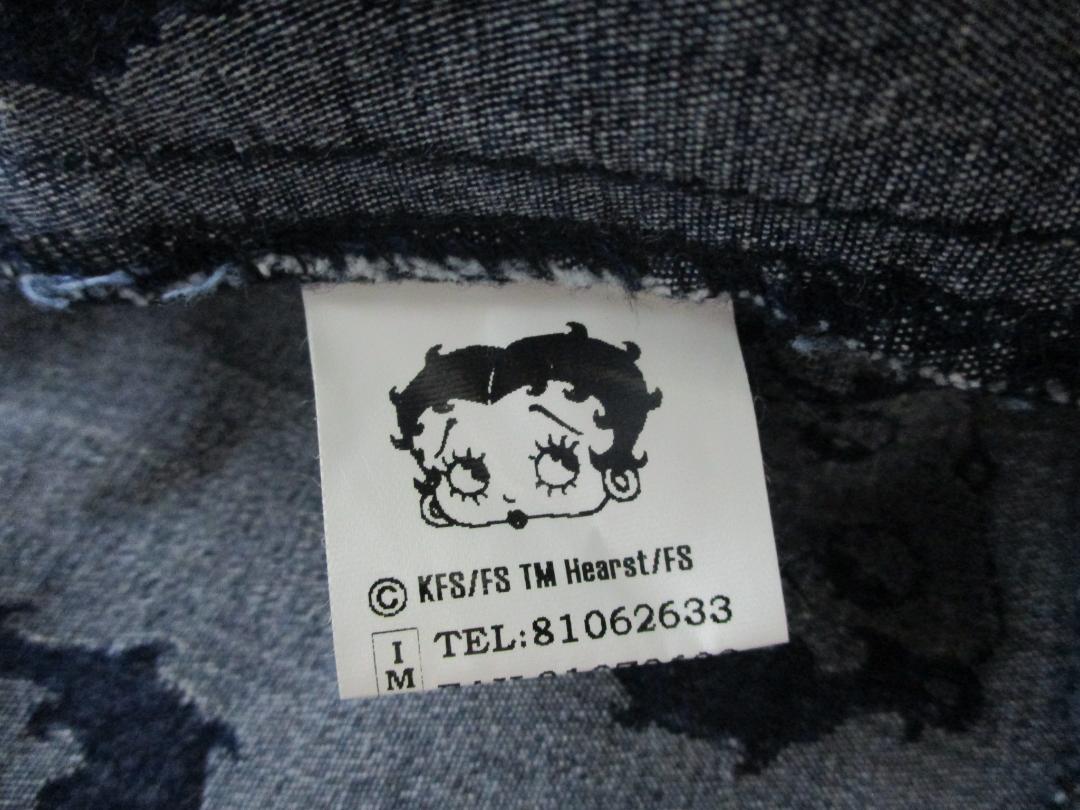 © KFS/FS TM Hearst/FS
I
M
TEL:81062633